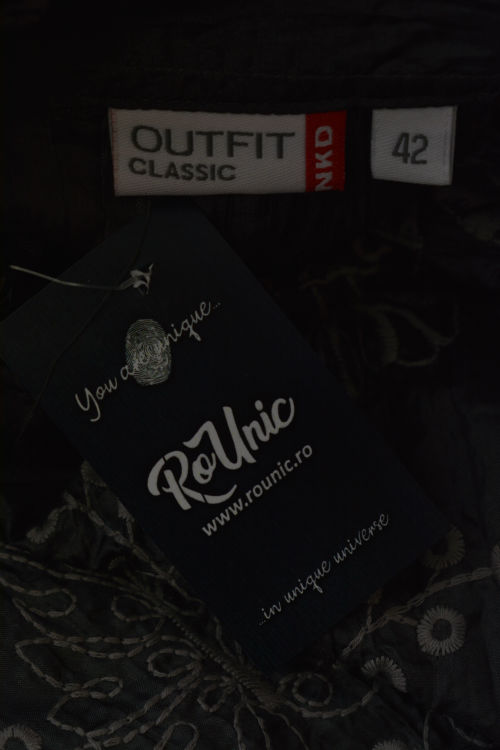 OUTFIT
CLASSIC
NKD
42
You are unique...
RoUnic
www.rounic.ro
...in unique universe